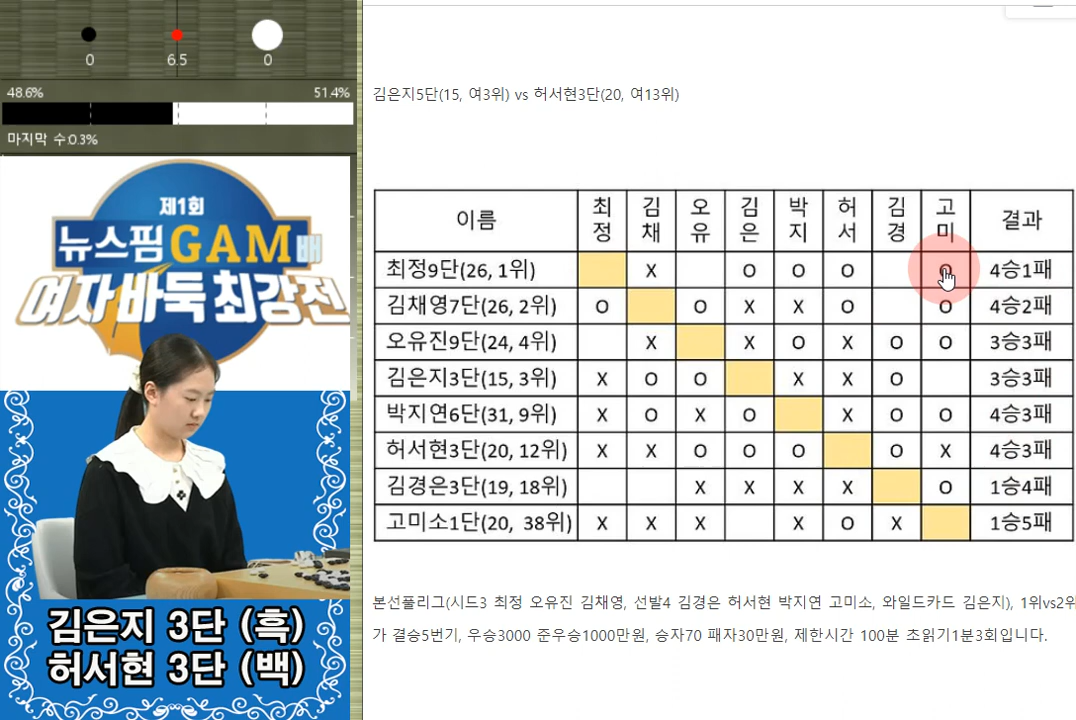 0 6.5 0
48.6% 51.4%
마지막 수:0.3%
제1회
뉴스핌 GAM배
여자바둑 최강전
김은지 3단 (흑)
허서현 3단 (백)
김은지5단(15, 여3위) vs 허서현3단(20, 여13위)
이름 최정 김채 오유 김은 박지 허서 김경 고미 결과
최정9단(26, 1위) X O O O O 4승1패
김채영7단(26, 2위) O O X X O O 4승2패
오유진9단(24, 4위) X X O X O O 3승3패
김은지3단(15, 3위) X O O X X O 3승3패
박지연6단(31, 9위) X O X O X O O 4승3패
허서현3단(20, 12위) X X O O O O X 4승3패
김경은3단(19, 18위) X X X X O 1승4패
고미소1단(20, 38위) X X X X O X 1승5패
본선풀리그(시드3 최정 오유진 김채영, 선발4 김경은 허서현 박지연 고미소, 와일드카드 김은지), 1위vs2위
가 결승5번기, 우승3000 준우승1000만원, 승자70 패자30만원, 제한시간 100분 초읽기1분3회입니다.